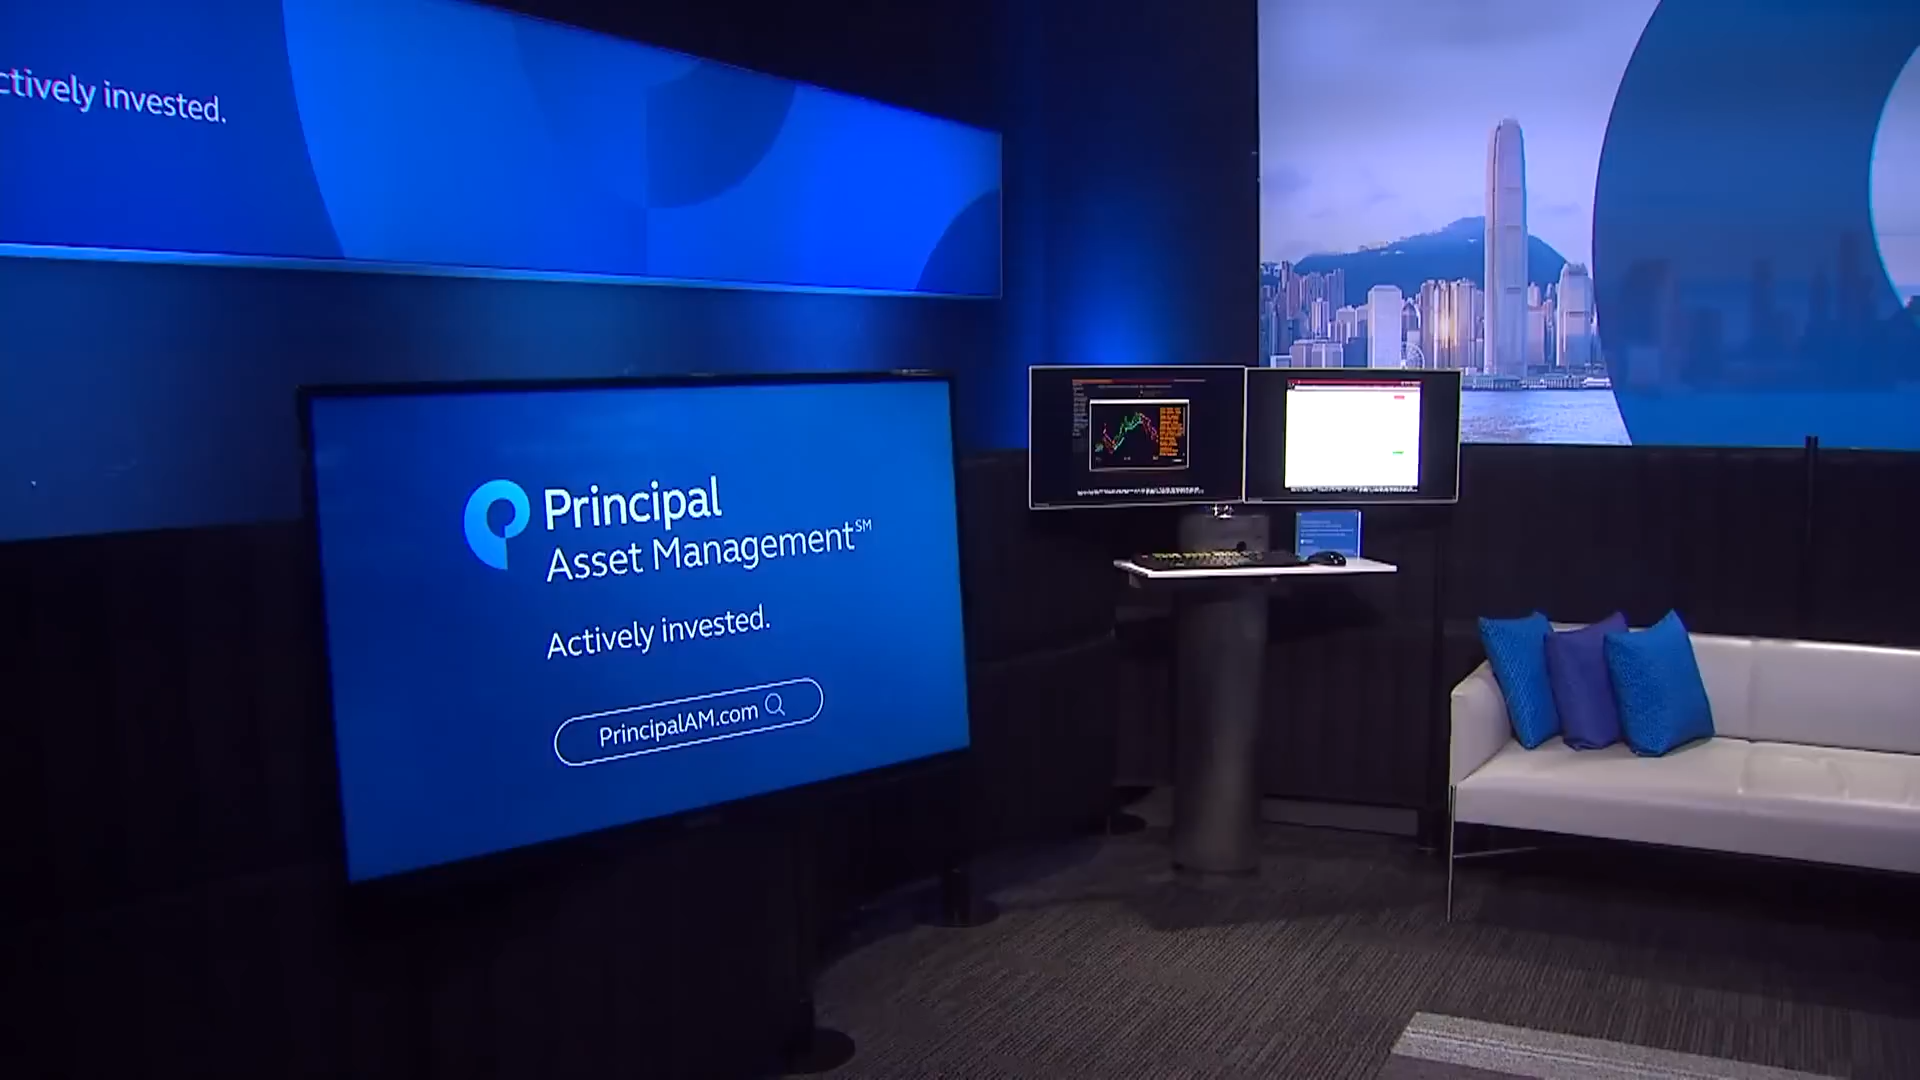 ctively invested.
Principal
Asset Management℠
Actively invested.
PrincipalAM.com